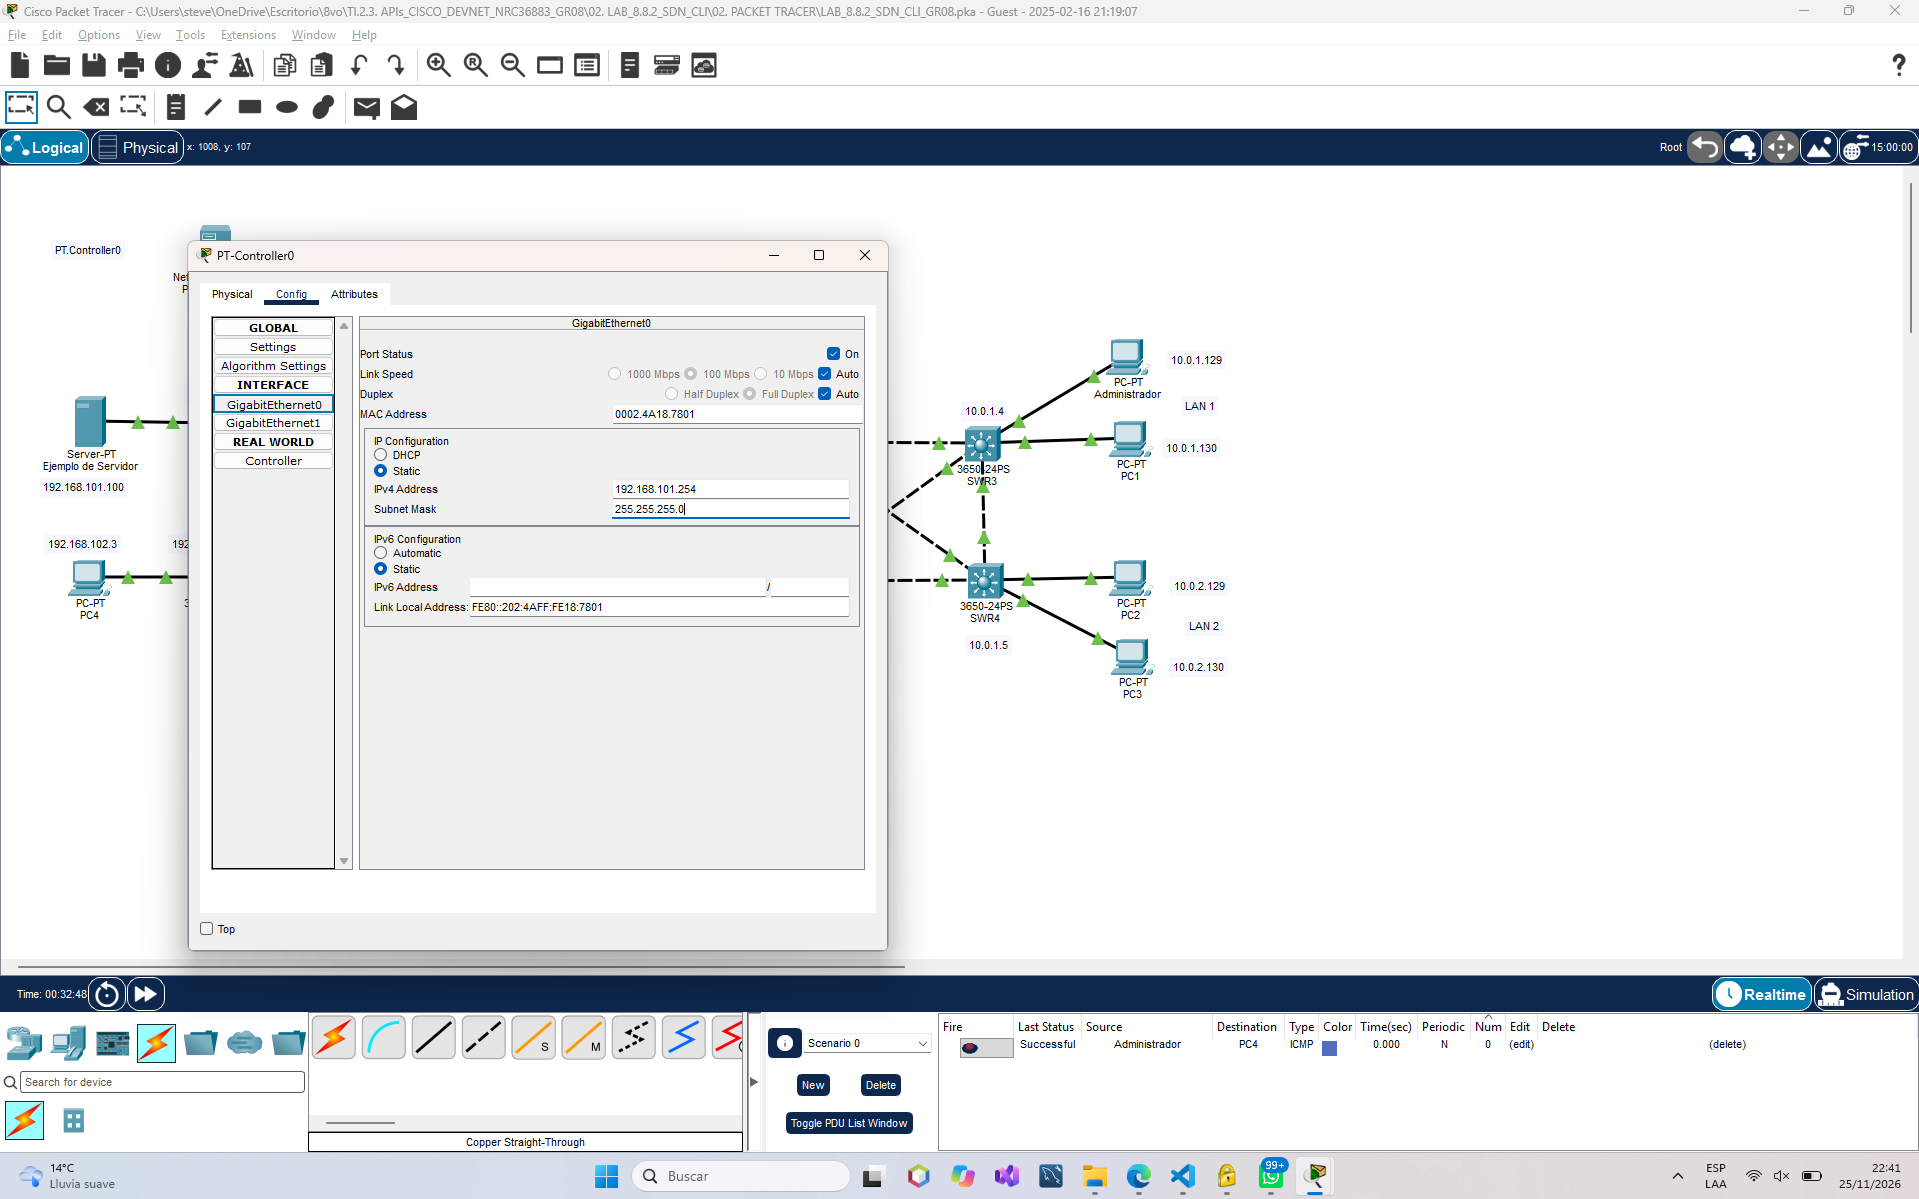 Cisco Packet Tracer - C:\Users\steve\OneDrive\Escritorio\8vo\TI.2.3. APIs_CISCO_DEVNET_NRC36883_GR08\02. LAB_8.8.2_SDN_CLI\02. PACKET TRACER\LAB_8.8.2_SDN_CLI_GR08.pka - Guest - 2025-02-16 21:19:07
File Edit Options View Tools Extensions Window Help
Logical Physical x: 1008, y: 107 Root 15:00:00
PT.Controller0
Net
P
PT-Controller0
Physical Config Attributes
GLOBAL
Settings
Algorithm Settings
INTERFACE
GigabitEthernet0
GigabitEthernet1
REAL WORLD
Controller
GigabitEthernet0
Port Status On
Link Speed 1000 Mbps 100 Mbps 10 Mbps Auto
Duplex Half Duplex Full Duplex Auto
MAC Address 0002.4A18.7801
IP Configuration
DHCP
Static
IPv4 Address 192.168.101.254
Subnet Mask 255.255.255.0
IPv6 Configuration
Automatic
Static
IPv6 Address /
Link Local Address: FE80::202:4AFF:FE18:7801
Top
Server-PT
Ejemplo de Servidor
192.168.101.100
192.168.102.3 192
PC-PT
PC4
3
10.0.1.4
3650-24PS
SWR3
3650-24PS
SWR4
10.0.1.5
PC-PT
Administrador
10.0.1.129
LAN 1
PC-PT
PC1
10.0.1.130
PC-PT
PC2
10.0.2.129
LAN 2
PC-PT
PC3
10.0.2.130
Time: 00:32:48 Realtime Simulation
Search for device
S M
Copper Straight-Through
Scenario 0
New Delete
Toggle PDU List Window
Fire Last Status Source Destination Type Color Time(sec) Periodic Num Edit Delete
Successful Administrador PC4 ICMP 0.000 N 0 (edit) (delete)
14°C
Lluvia suave
Buscar
99+
ESP
LAA
22:41
25/11/2026